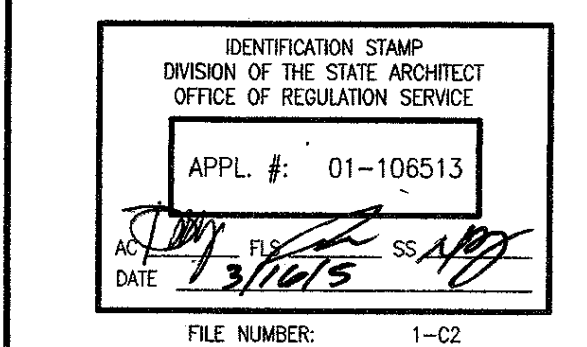 IDENTIFICATION STAMP
DIVISION OF THE STATE ARCHITECT
OFFICE OF REGULATION SERVICE
APPL. #: 01-106513
AC FLS SS
DATE 3/16/5
FILE NUMBER: 1-C2